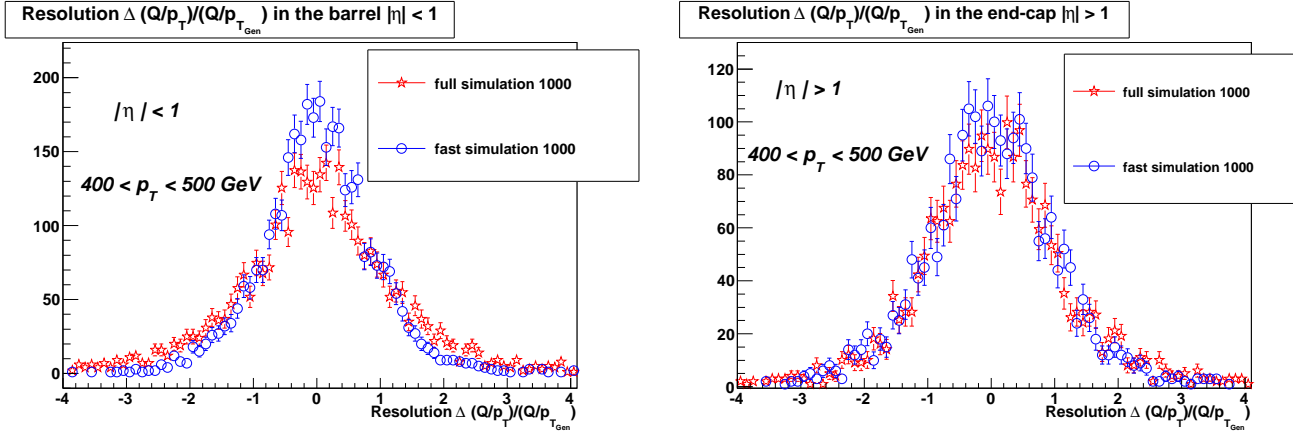 Resolution Δ (Q/p_T)/(Q/p_T_Gen) in the barrel |η| < 1
full simulation 1000
fast simulation 1000
|η| < 1
400 < p_T < 500 GeV
200
150
100
50
0
-4 -3 -2 -1 0 1 2 3 4
Resolution Δ (Q/p_T)/(Q/p_T_Gen)
Resolution Δ (Q/p_T)/(Q/p_T_Gen) in the end-cap |η| > 1
full simulation 1000
fast simulation 1000
|η| > 1
400 < p_T < 500 GeV
120
100
80
60
40
20
0
-4 -3 -2 -1 0 1 2 3 4
Resolution Δ (Q/p_T)/(Q/p_T_Gen)